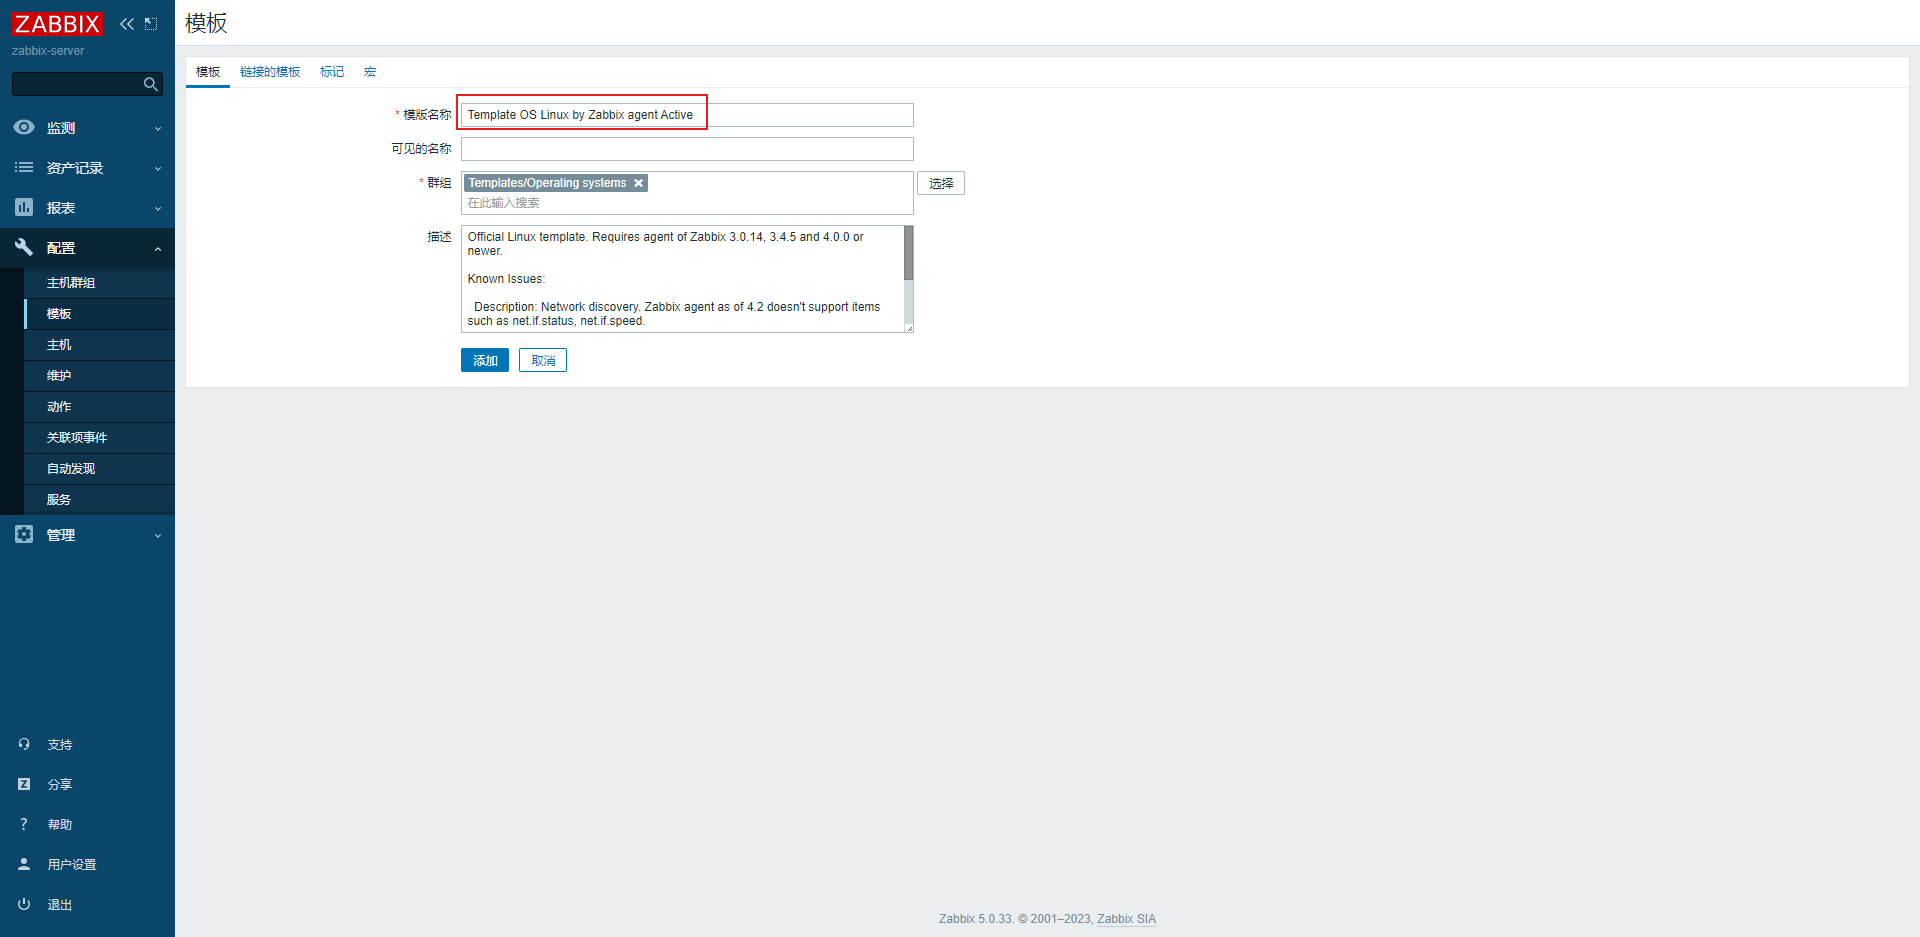 ZABBIX
zabbix-server
监测
资产记录
报表
配置
主机群组
模板
主机
维护
动作
关联项事件
自动发现
服务
管理
支持
Z 分享
? 帮助
用户设置
退出
模板
模板 链接的模板 标记 宏
* 模版名称 Template OS Linux by Zabbix agent Active
可见的名称
* 群组 Templates/Operating systems 选择
在此输入搜索
描述 Official Linux template. Requires agent of Zabbix 3.0.14, 3.4.5 and 4.0.0 or
newer.
Known Issues:
Description: Network discovery. Zabbix agent as of 4.2 doesn't support items
such as net.if.status, net.if.speed.
添加 取消
Zabbix 5.0.33. © 2001–2023, Zabbix SIA